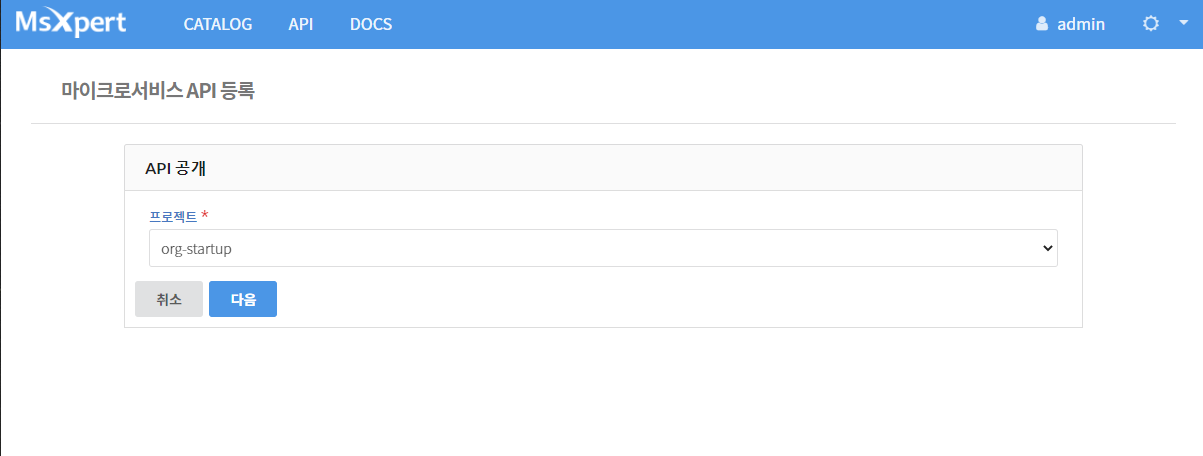 MsXpert CATALOG API DOCS admin
마이크로서비스 API 등록
API 공개
프로젝트 *
org-startup
취소 다음